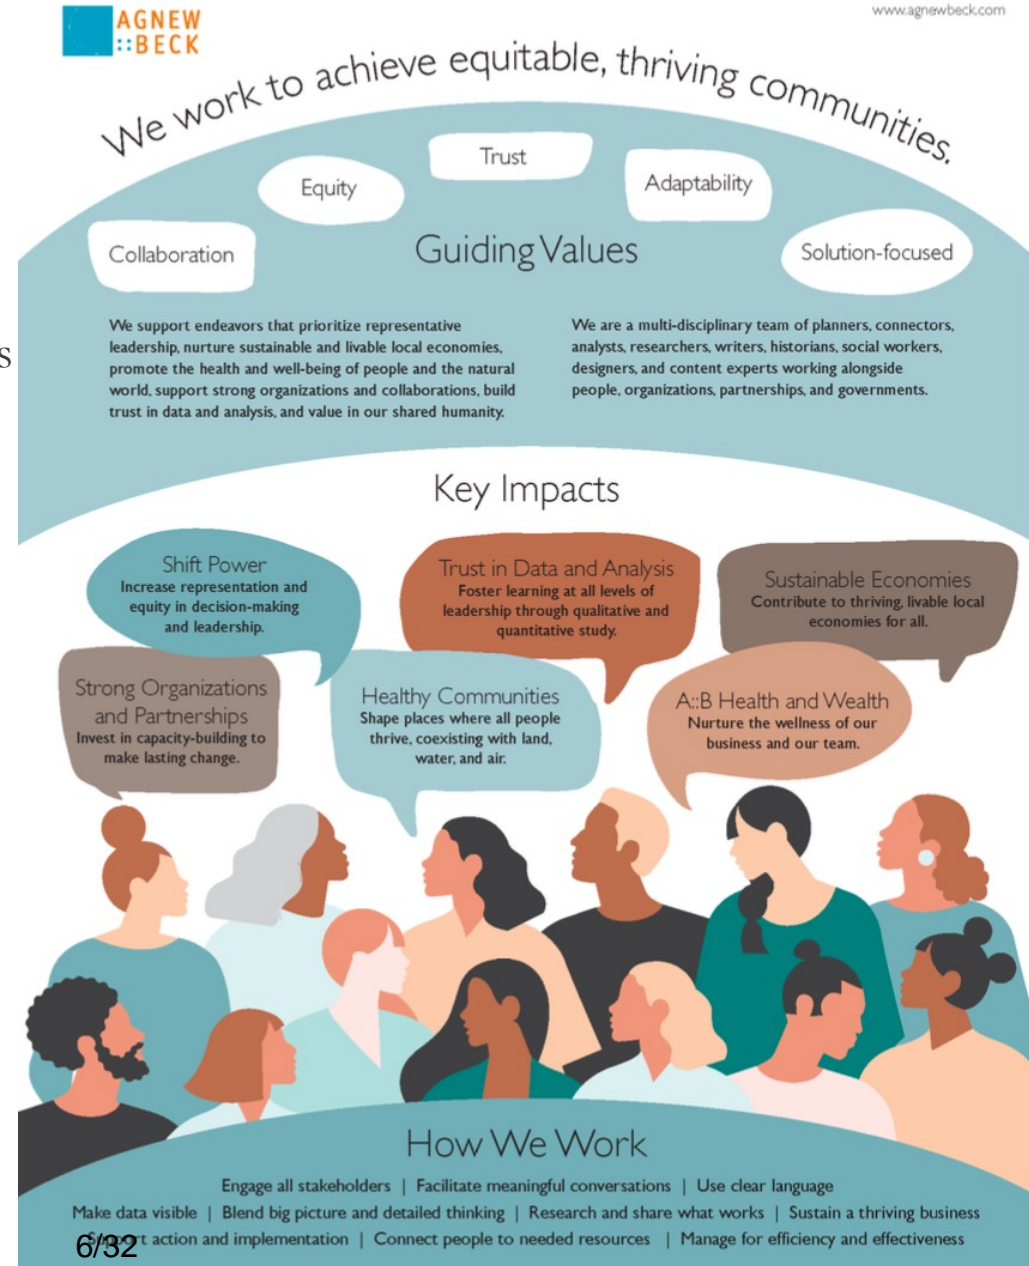 AGNEW
::BECK
www.agnewbeck.com
We work to achieve equitable, thriving communities.
Collaboration
Equity
Trust
Adaptability
Solution-focused
Guiding Values
We support endeavors that prioritize representative
leadership, nurture sustainable and livable local economies,
promote the health and well-being of people and the natural
world, support strong organizations and collaborations, build
trust in data and analysis, and value in our shared humanity.
We are a multi-disciplinary team of planners, connectors,
analysts, researchers, writers, historians, social workers,
designers, and content experts working alongside
people, organizations, partnerships, and governments.
s
Key Impacts
Shift Power
Increase representation and
equity in decision-making
and leadership.
Trust in Data and Analysis
Foster learning at all levels of
leadership through qualitative and
quantitative study.
Sustainable Economies
Contribute to thriving, livable local
economies for all.
Strong Organizations
and Partnerships
Invest in capacity-building to
make lasting change.
Healthy Communities
Shape places where all people
thrive, coexisting with land,
water, and air.
A::B Health and Wealth
Nurture the wellness of our
business and our team.
How We Work
Engage all stakeholders | Facilitate meaningful conversations | Use clear language
Make data visible | Blend big picture and detailed thinking | Research and share what works | Sustain a thriving business
action and implementation | Connect people to needed resources | Manage for efficiency and effectiveness
6/32